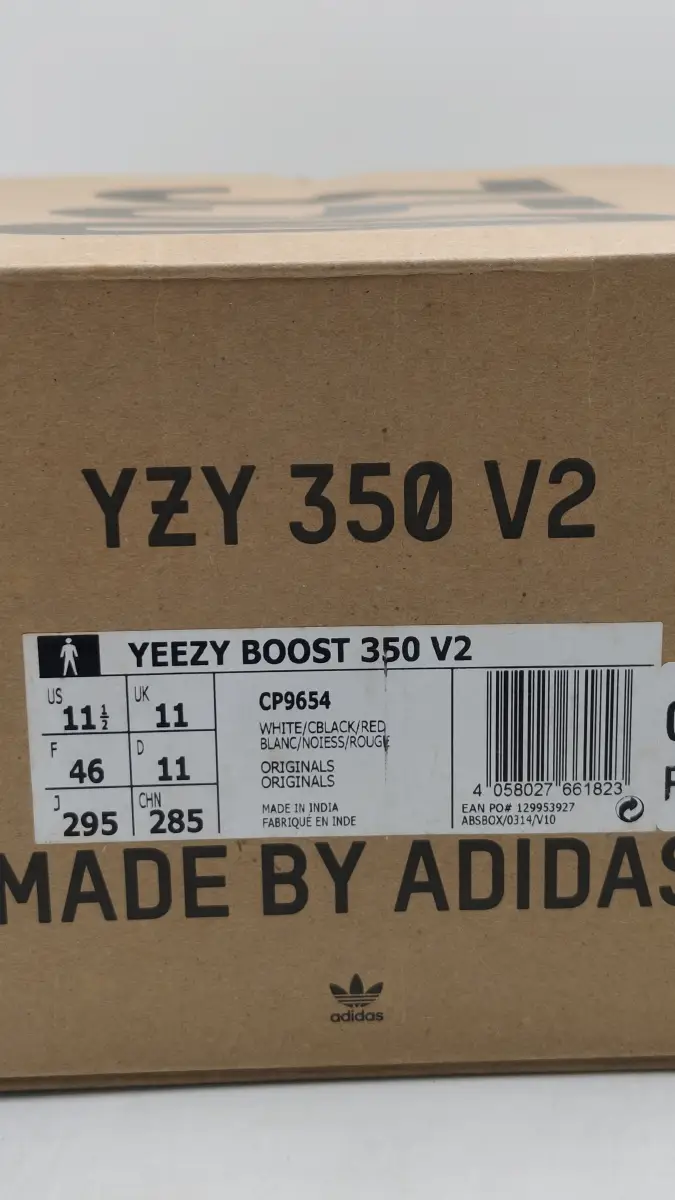 YZY 350 V2
YEEZY BOOST 350 V2
US 11½ UK 11
F 46 D 11
J 295 CHN 285
CP9654
WHITE/CBLACK/RED
BLANC/NOIESS/ROUGE
ORIGINALS
ORIGINALS
MADE IN INDIA
FABRIQUÉ EN INDE
4 058027 661823
EAN PO# 129953927
ABSBOX/0314/V10
MADE BY ADIDAS
adidas